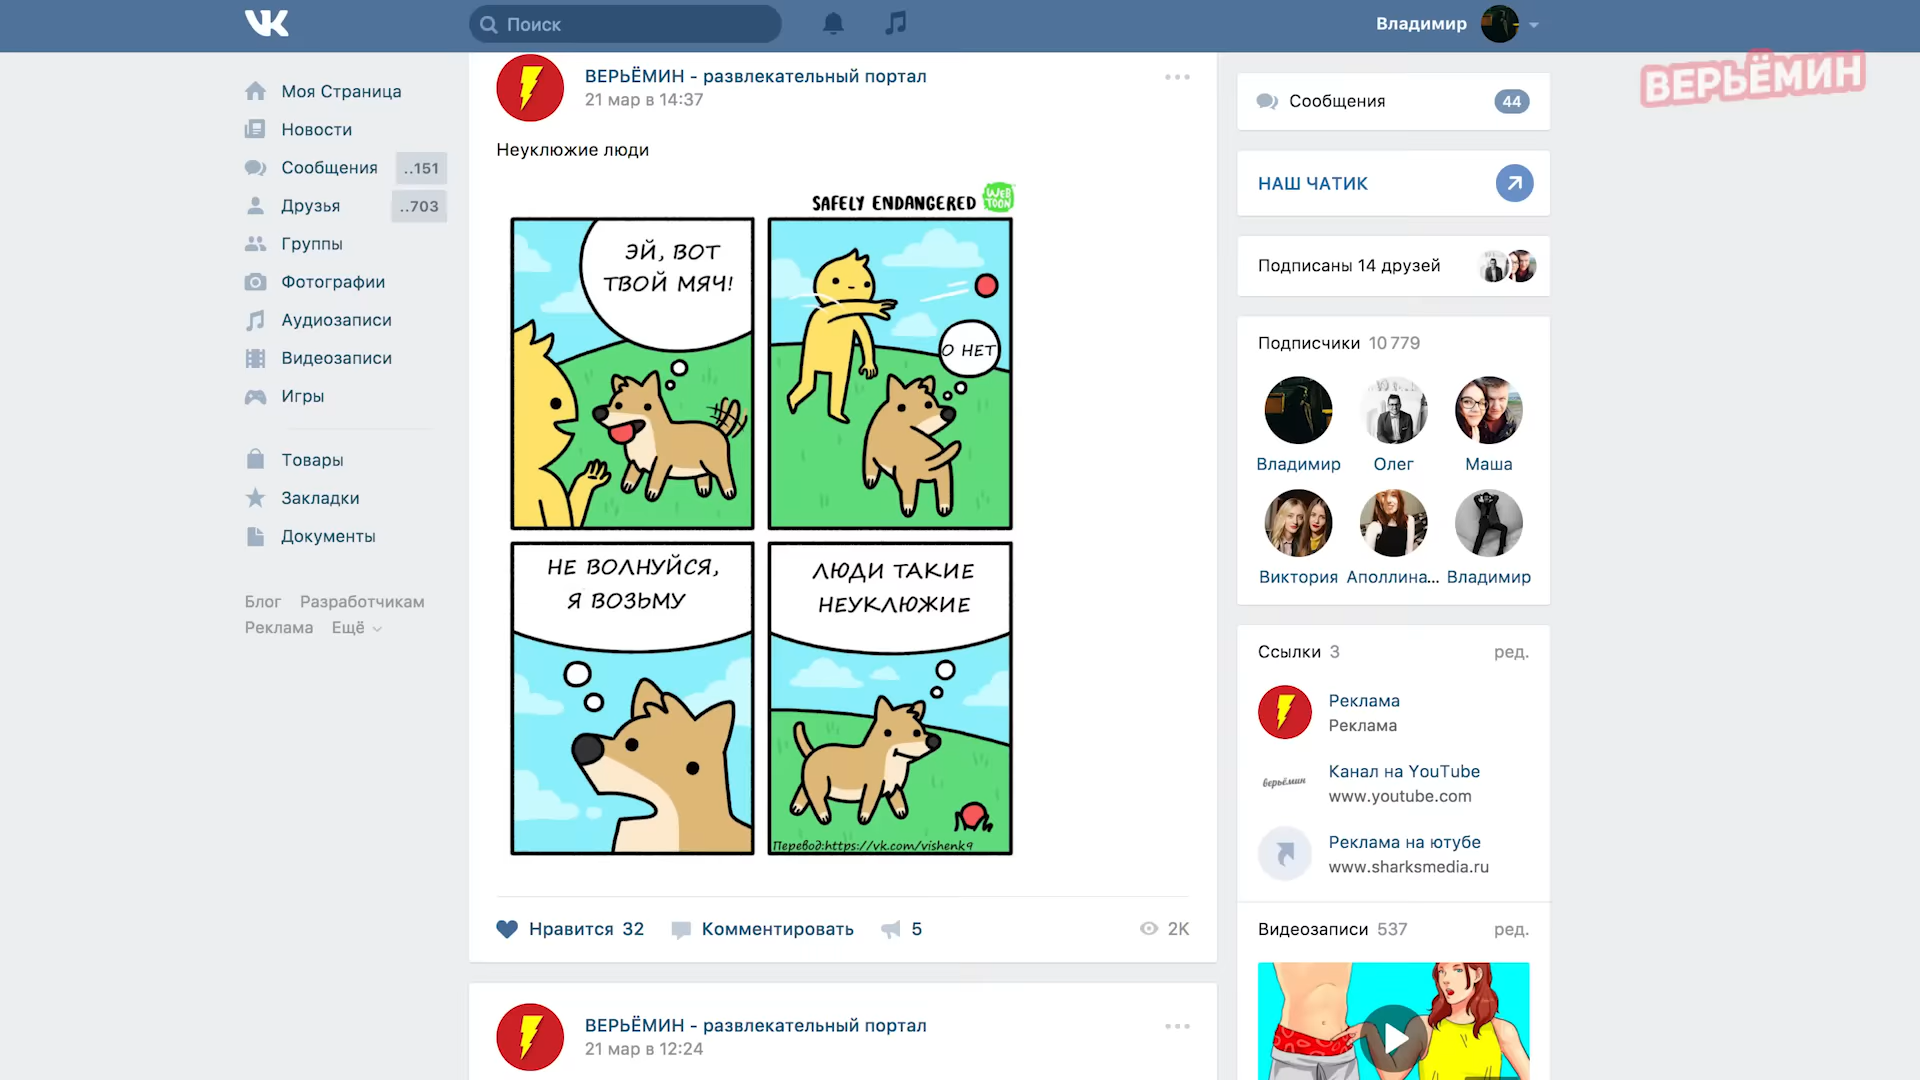 VK
Поиск
Владимир
ВЕРЬЁМИН
Моя Страница
Новости
Сообщения ..151
Друзья ..703
Группы
Фотографии
Аудиозаписи
Видеозаписи
Игры
Товары
Закладки
Документы
Блог Разработчикам
Реклама Ещё
ВЕРЬЁМИН - развлекательный портал
21 мар в 14:37
Неуклюжие люди
SAFELY ENDANGERED
WEB
TOON
ЭЙ, ВОТ
ТВОЙ МЯЧ!
О НЕТ
НЕ ВОЛНУЙСЯ,
Я ВОЗЬМУ
ЛЮДИ ТАКИЕ
НЕУКЛЮЖИЕ
Перевод:https://vk.com/vishenk9
Нравится 32 Комментировать 5 2K
ВЕРЬЁМИН - развлекательный портал
21 мар в 12:24
Сообщения 44
НАШ ЧАТИК
Подписаны 14 друзей
Подписчики 10 779
Владимир Олег Маша
Виктория Аполлина... Владимир
Ссылки 3 ред.
Реклама
Реклама
верьёмин
Канал на YouTube
www.youtube.com
Реклама на ютубе
www.sharksmedia.ru
Видеозаписи 537 ред.